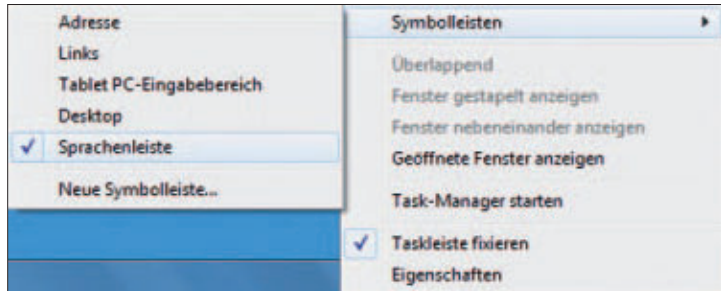 Adresse
Links
Tablet PC-Eingabebereich
Desktop
Sprachenleiste
Neue Symbolleiste...
Symbolleisten
Überlappend
Fenster gestapelt anzeigen
Fenster nebeneinander anzeigen
Geöffnete Fenster anzeigen
Task-Manager starten
Taskleiste fixieren
Eigenschaften